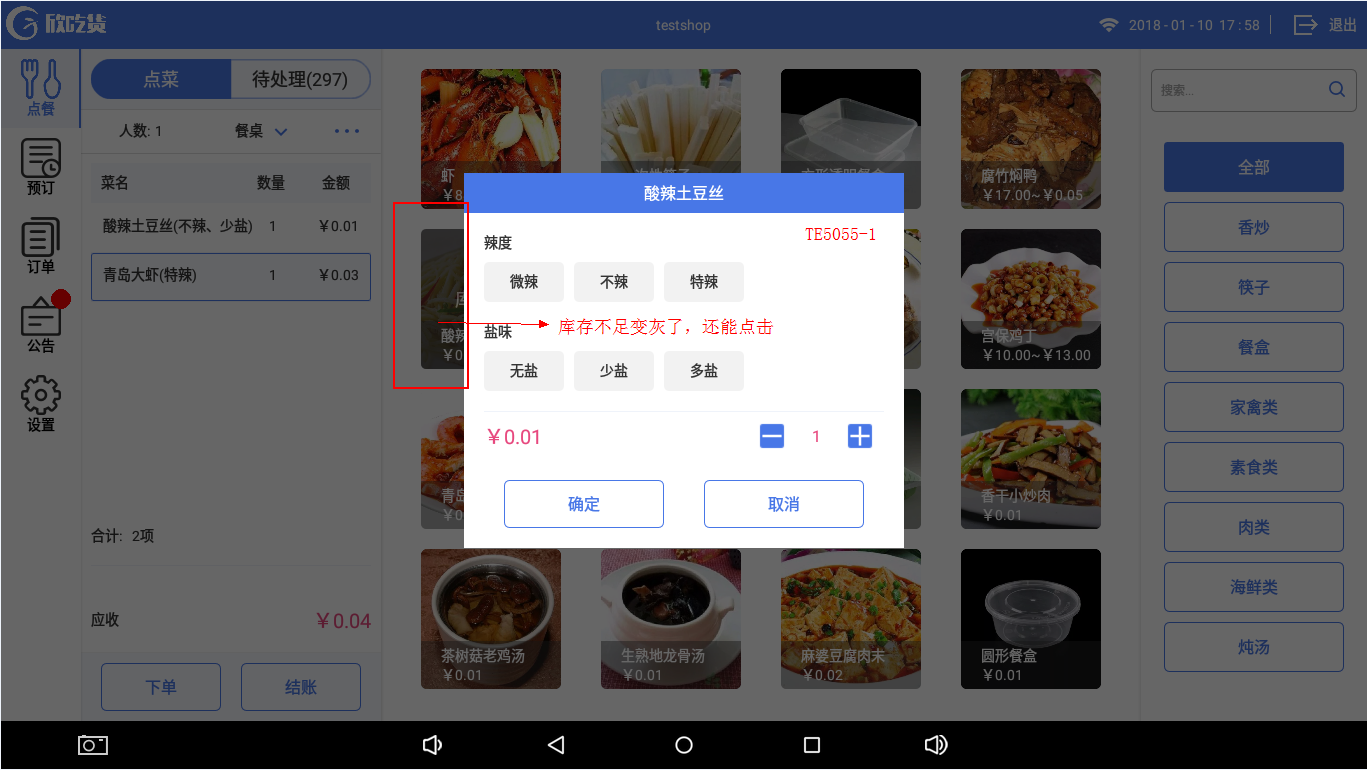 欣吃货
testshop
2018-01-10 17:58
退出
点餐
预订
订单
公告
设置
点菜
待处理(297)
人数: 1
餐桌
菜名 数量 金额
酸辣土豆丝(不辣、少盐) 1 ￥0.01
青岛大虾(特辣) 1 ￥0.03
合计: 2项
应收 ￥0.04
下单
结账
虾
￥8
腐竹焖鸭
￥17.00~￥0.05
酸辣
￥0
宫保鸡丁
￥10.00~￥13.00
青岛
￥0
香干小炒肉
￥0.01
茶树菇老鸡汤
￥0.01
生熟地龙骨汤
￥0.01
麻婆豆腐肉末
￥0.02
圆形餐盒
￥0.01
酸辣土豆丝
TE5055-1
辣度
微辣 不辣 特辣
库存不足变灰了，还能点击
盐味
无盐 少盐 多盐
￥0.01
1
确定
取消
搜索...
全部
香炒
筷子
餐盒
家禽类
素食类
肉类
海鲜类
炖汤